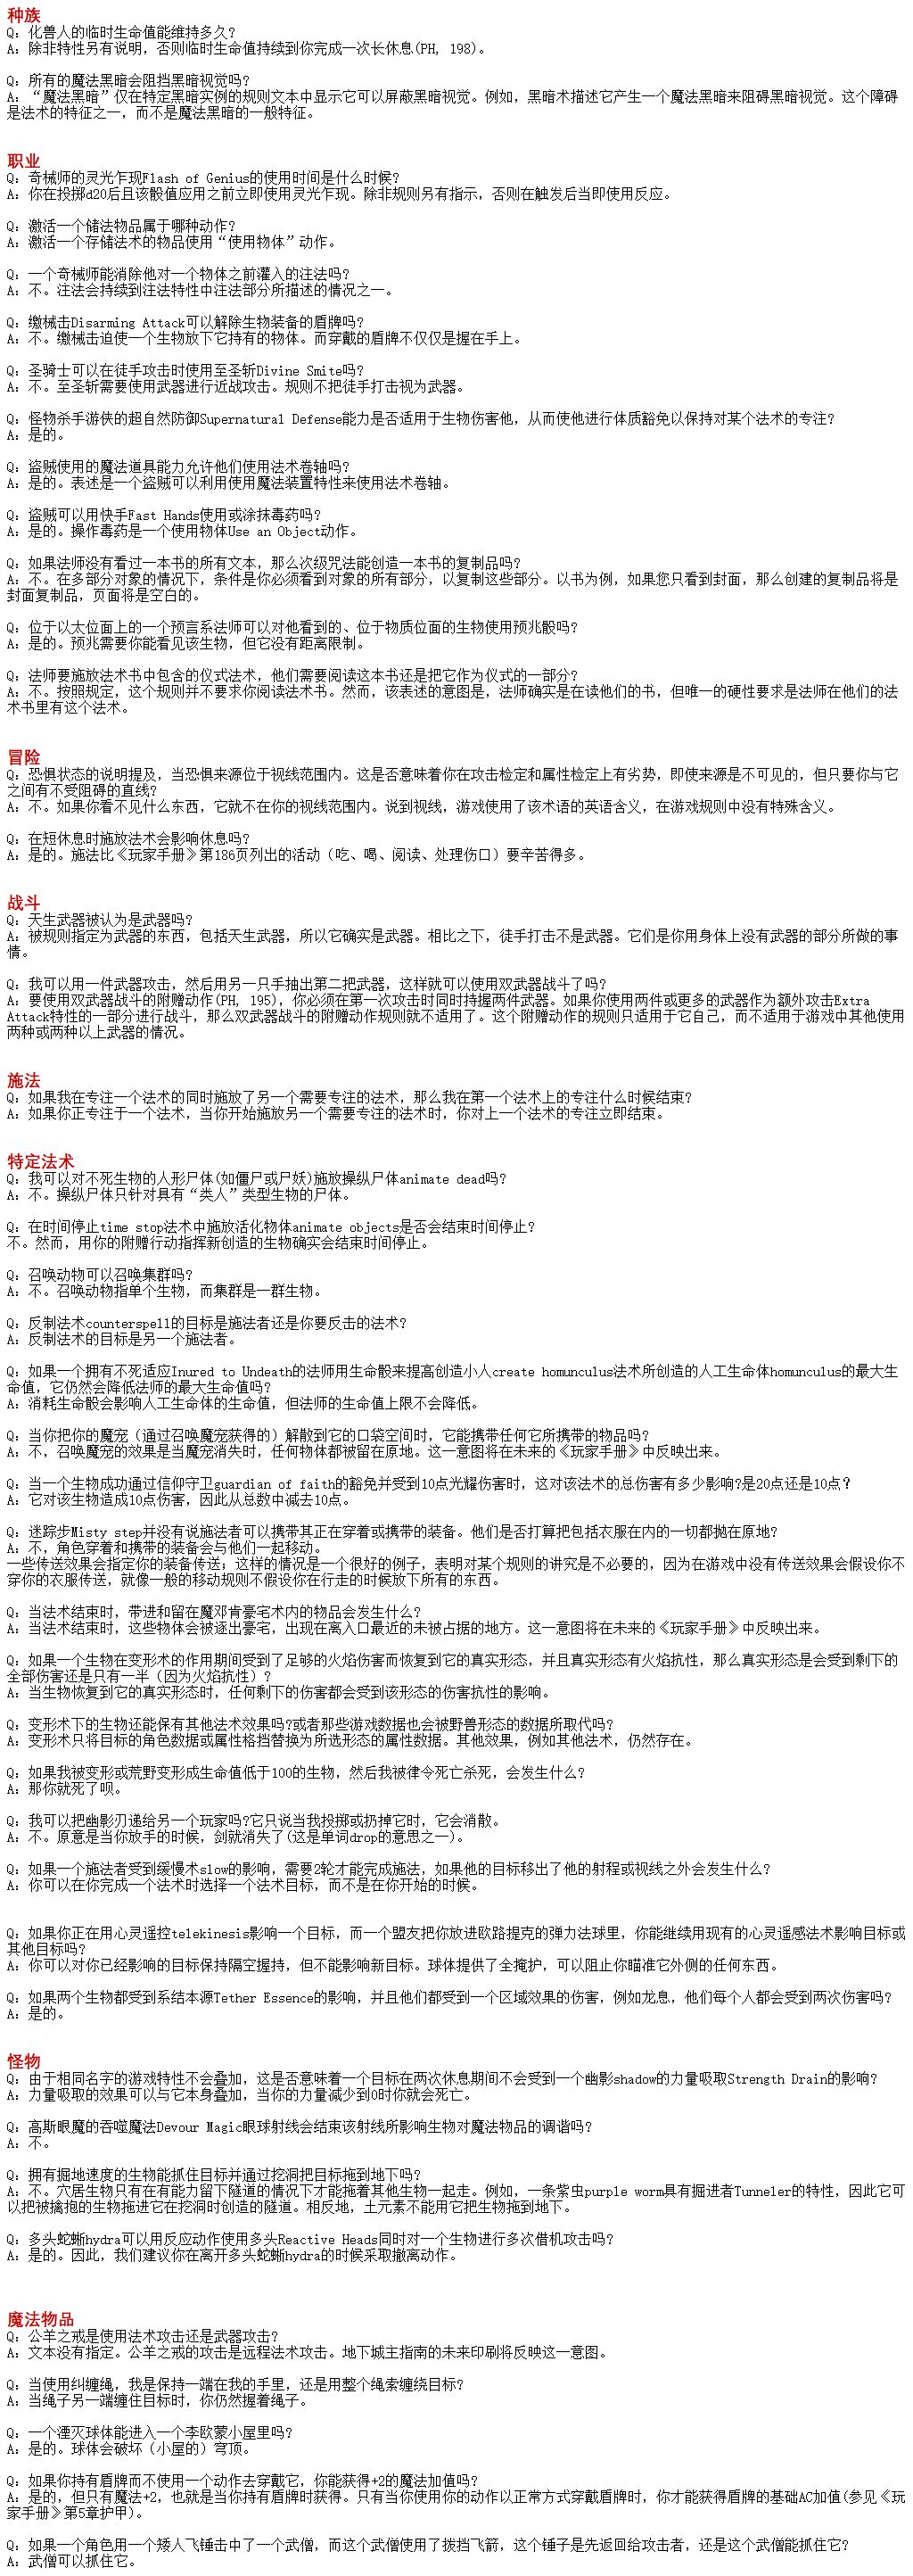 种族
Q：化兽人的临时生命值能维持多久？
A：除非特性另有说明，否则临时生命值持续到你完成一次长休息(PH, 198)。
Q：所有的魔法黑暗会阻挡黑暗视觉吗？
A：“魔法黑暗”仅在特定黑暗实例的规则文本中显示它可以屏蔽黑暗视觉。例如，黑暗术描述它产生一个魔法黑暗来阻碍黑暗视觉。这个障碍
是法术的特征之一，而不是魔法黑暗的一般特征。
职业
Q：奇械师的灵光乍现Flash of Genius的使用时间是什么时候？
A：你在投掷d20后且该骰值应用之前立即使用灵光乍现。除非规则另有指示，否则在触发后当即使用反应。
Q：激活一个储法物品属于哪种动作？
A：激活一个存储法术的物品使用“使用物体”动作。
Q：一个奇械师能消除他对一个物体之前灌入的注法吗？
A：不。注法会持续到注法特性中注法部分所描述的情况之一。
Q：缴械击Disarming Attack可以解除生物装备的盾牌吗？
A：不。缴械击迫使一个生物放下它持有的物体。而穿戴的盾牌不仅仅是握在手上。
Q：圣骑士可以在徒手攻击时使用至圣斩Divine Smite吗？
A：不。至圣斩需要使用武器进行近战攻击。规则不把徒手打击视为武器。
Q：怪物杀手游侠的超自然防御Supernatural Defense能力是否适用于生物伤害他，从而使他进行体质豁免以保持对某个法术的专注？
A：是的。
Q：盗贼使用的魔法道具能力允许他们使用法术卷轴吗？
A：是的。表述是一个盗贼可以利用使用魔法装置特性来使用法术卷轴。
Q：盗贼可以用快手Fast Hands使用或涂抹毒药吗？
A：是的。操作毒药是一个使用物体Use an Object动作。
Q：如果法师没有看过一本书的所有文本，那么次级咒法能创造一本书的复制品吗？
A：不。在多部分对象的情况下，条件是你必须看到对象的所有部分，以复制这些部分。以书为例，如果您只看到封面，那么创建的复制品将是
封面复制品，页面将是空白的。
Q：位于以太位面上的一个预言系法师可以对他看到的、位于物质位面的生物使用预兆骰吗？
A：是的。预兆需要你能看见该生物，但它没有距离限制。
Q：法师要施放法术书中包含的仪式法术，他们需要阅读这本书还是把它作为仪式的一部分？
A：不。按照规定，这个规则并不要求你阅读法术书。然而，该表述的意图是，法师确实是在读他们的书，但唯一的硬性要求是法师在他们的法
术书里有这个法术。
冒险
Q：恐惧状态的说明提及，当恐惧来源位于视线范围内。这是否意味着你在攻击检定和属性检定上有劣势，即使来源是不可见的，但只要你与它
之间有不受阻碍的直线？
A：不。如果你看不见什么东西，它就不在你的视线范围内。说到视线，游戏使用了该术语的英语含义，在游戏规则中没有特殊含义。
Q：在短休息时施放法术会影响休息吗？
A：是的。施法比《玩家手册》第186页列出的活动（吃、喝、阅读、处理伤口）要辛苦得多。
战斗
Q：天生武器被认为是武器吗？
A：被规则指定为武器的东西，包括天生武器，所以它确实是武器。相比之下，徒手打击不是武器。它们是你用身体上没有武器的部分所做的事
情。
Q：我可以用一件武器攻击，然后用另一只手抽出第二把武器，这样就可以使用双武器战斗了吗？
A：要使用双武器战斗的附赠动作(PH, 195)，你必须在第一次攻击时同时持握两件武器。如果你使用两件或更多的武器作为额外攻击Extra
Attack特性的一部分进行战斗，那么双武器战斗的附赠动作规则就不适用了。这个附赠动作的规则只适用于它自己，而不适用于游戏中其他使用
两种或两种以上武器的情况。
施法
Q：如果我在专注一个法术的同时施放了另一个需要专注的法术，那么我在第一个法术上的专注什么时候结束？
A：如果你正专注于一个法术，当你开始施放另一个需要专注的法术时，你对上一个法术的专注立即结束。
特定法术
Q：我可以对不死生物的人形尸体(如僵尸或尸妖)施放操纵尸体animate dead吗？
A：不。操纵尸体只针对具有“类人”类型生物的尸体。
Q：在时间停止time stop法术中施放活化物体animate objects是否会结束时间停止？
不。然而，用你的附赠行动指挥新创造的生物确实会结束时间停止。
Q：召唤动物可以召唤集群吗？
A：不。召唤动物指单个生物，而集群是一群生物。
Q：反制法术counterspell的目标是施法者还是你要反击的法术？
A：反制法术的目标是另一个施法者。
Q：如果一个拥有不死适应Inured to Undeath的法师用生命骰来提高创造小人create homunculus法术所创造的人工生命体homunculus的最大生
命值，它仍然会降低法师的最大生命值吗？
A：消耗生命骰会影响人工生命体的生命值，但法师的生命值上限不会降低。
Q：当你把你的魔宠（通过召唤魔宠获得的）解散到它的口袋空间时，它能携带任何它所携带的物品吗？
A：不，召唤魔宠的效果是当魔宠消失时，任何物体都被留在原地。这一意图将在未来的《玩家手册》中反映出来。
Q：当一个生物成功通过信仰守卫guardian of faith的豁免并受到10点光耀伤害时，这对该法术的总伤害有多少影响?是20点还是10点？
A：它对该生物造成10点伤害，因此从总数中减去10点。
Q：迷踪步Misty step并没有说施法者可以携带其正在穿着或携带的装备。他们是否打算把包括衣服在内的一切都抛在原地？
A：不，角色穿着和携带的装备会与他们一起移动。
一些传送效果会指定你的装备传送；这样的情况是一个很好的例子，表明对某个规则的讲究是不必要的，因为在游戏中没有传送效果会假设你不
穿你的衣服传送，就像一般的移动规则不假设你在行走的时候放下所有的东西。
Q：当法术结束时，带进和留在魔邓肯豪宅术内的物品会发生什么？
A：当法术结束时，这些物体会被逐出豪宅，出现在离入口最近的未被占据的地方。这一意图将在未来的《玩家手册》中反映出来。
Q：如果一个生物在变形术的作用期间受到了足够的火焰伤害而恢复到它的真实形态，并且真实形态有火焰抗性，那么真实形态是会受到剩下的
全部伤害还是只有一半（因为火焰抗性）？
A：当生物恢复到它的真实形态时，任何剩下的伤害都会受到该形态的伤害抗性的影响。
Q：变形术下的生物还能保有其他法术效果吗?或者那些游戏数据也会被野兽形态的数据所取代吗？
A：变形术只将目标的角色数据或属性格挡替换为所选形态的属性数据。其他效果，例如其他法术，仍然存在。
Q：如果我被变形或荒野变形成生命值低于100的生物，然后我被律令死亡杀死，会发生什么？
A：那你就死了呗。
Q：我可以把幽影刃递给另一个玩家吗?它只说当我投掷或扔掉它时，它会消散。
A：不。原意是当你放手的时候，剑就消失了(这是单词drop的意思之一)。
Q：如果一个施法者受到缓慢术slow的影响，需要2轮才能完成施法，如果他的目标移出了他的射程或视线之外会发生什么？
A：你可以在你完成一个法术时选择一个法术目标，而不是在你开始的时候。
Q：如果你正在用心灵遥控telekinesis影响一个目标，而一个盟友把你放进欧路提克的弹力法球里，你能继续用现有的心灵遥感法术影响目标或
其他目标吗？
A：你可以对你已经影响的目标保持隔空握持，但不能影响新目标。球体提供了全掩护，可以阻止你瞄准它外侧的任何东西。
Q：如果两个生物都受到系结本源Tether Essence的影响，并且他们都受到一个区域效果的伤害，例如龙息，他们每个人都会受到两次伤害吗？
A：是的。
怪物
Q：由于相同名字的游戏特性不会叠加，这是否意味着一个目标在两次休息期间不会受到一个幽影shadow的力量吸取Strength Drain的影响？
A：力量吸取的效果可以与它本身叠加，当你的力量减少到0时你就会死亡。
Q：高斯眼魔的吞噬魔法Devour Magic眼球射线会结束该射线所影响生物对魔法物品的调谐吗？
A：不。
Q：拥有掘地速度的生物能抓住目标并通过挖洞把目标拖到地下吗？
A：不。穴居生物只有在有能力留下隧道的情况下才能拖着其他生物一起走。例如，一条紫虫purple worm具有掘进者Tunneler的特性，因此它可
以把被擒抱的生物拖进它在挖洞时创造的隧道。相反地，土元素不能用它把生物拖到地下。
Q：多头蛇蜥hydra可以用反应动作使用多头Reactive Heads同时对一个生物进行多次借机攻击吗？
A：是的。因此，我们建议你在离开多头蛇蜥hydra的时候采取撤离动作。
魔法物品
Q：公羊之戒是使用法术攻击还是武器攻击？
A：文本没有指定。公羊之戒的攻击是远程法术攻击。地下城主指南的未来印刷将反映这一意图。
Q：当使用纠缠绳，我是保持一端在我的手里，还是用整个绳索缠绕目标？
A：当绳子另一端缠住目标时，你仍然握着绳子。
Q：一个湮灭球体能进入一个李欧蒙小屋里吗？
A：是的。球体会破坏（小屋的）穹顶。
Q：如果你持有盾牌而不使用一个动作去穿戴它，你能获得+2的魔法加值吗？
A：是的，但只有魔法+2，也就是当你持有盾牌时获得。只有当你使用你的动作以正常方式穿戴盾牌时，你才能获得盾牌的基础AC加值(参见《玩
家手册》第5章护甲)。
Q：如果一个角色用一个矮人飞锤击中了一个武僧，而这个武僧使用了拨挡飞箭，这个锤子是先返回给攻击者，还是这个武僧能抓住它？
A：武僧可以抓住它。